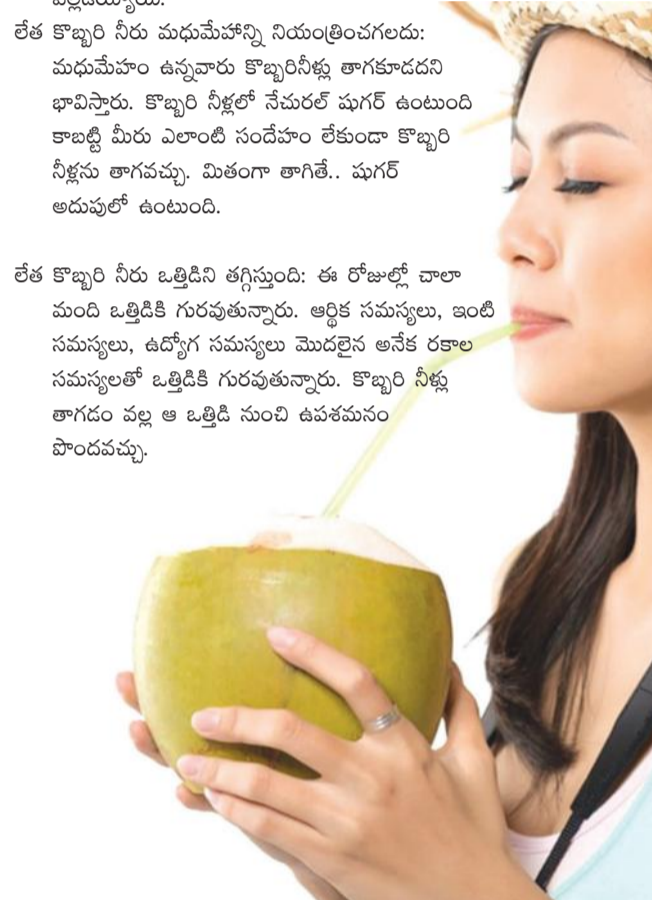 లేత కొబ్బరి నీరు మధుమేహాన్ని నియంత్రించగలదు:
మధుమేహం ఉన్నవారు కొబ్బరినీళ్లు తాగకూడదని
భావిస్తారు. కొబ్బరి నీళ్లలో నేచురల్ షుగర్ ఉంటుంది
కాబట్టి మీరు ఎలాంటి సందేహం లేకుండా కొబ్బరి
నీళ్లను తాగవచ్చు. మితంగా తాగితే.. షుగర్
అదుపులో ఉంటుంది.
లేత కొబ్బరి నీరు ఒత్తిడిని తగ్గిస్తుంది: ఈ రోజుల్లో చాలా
మంది ఒత్తిడికి గురవుతున్నారు. ఆర్థిక సమస్యలు, ఇంటి
సమస్యలు, ఉద్యోగ సమస్యలు మొదలైన అనేక రకాల
సమస్యలతో ఒత్తిడికి గురవుతున్నారు. కొబ్బరి నీళ్లు
తాగడం వల్ల ఆ ఒత్తిడి నుంచి ఉపశమనం
పొందవచ్చు.